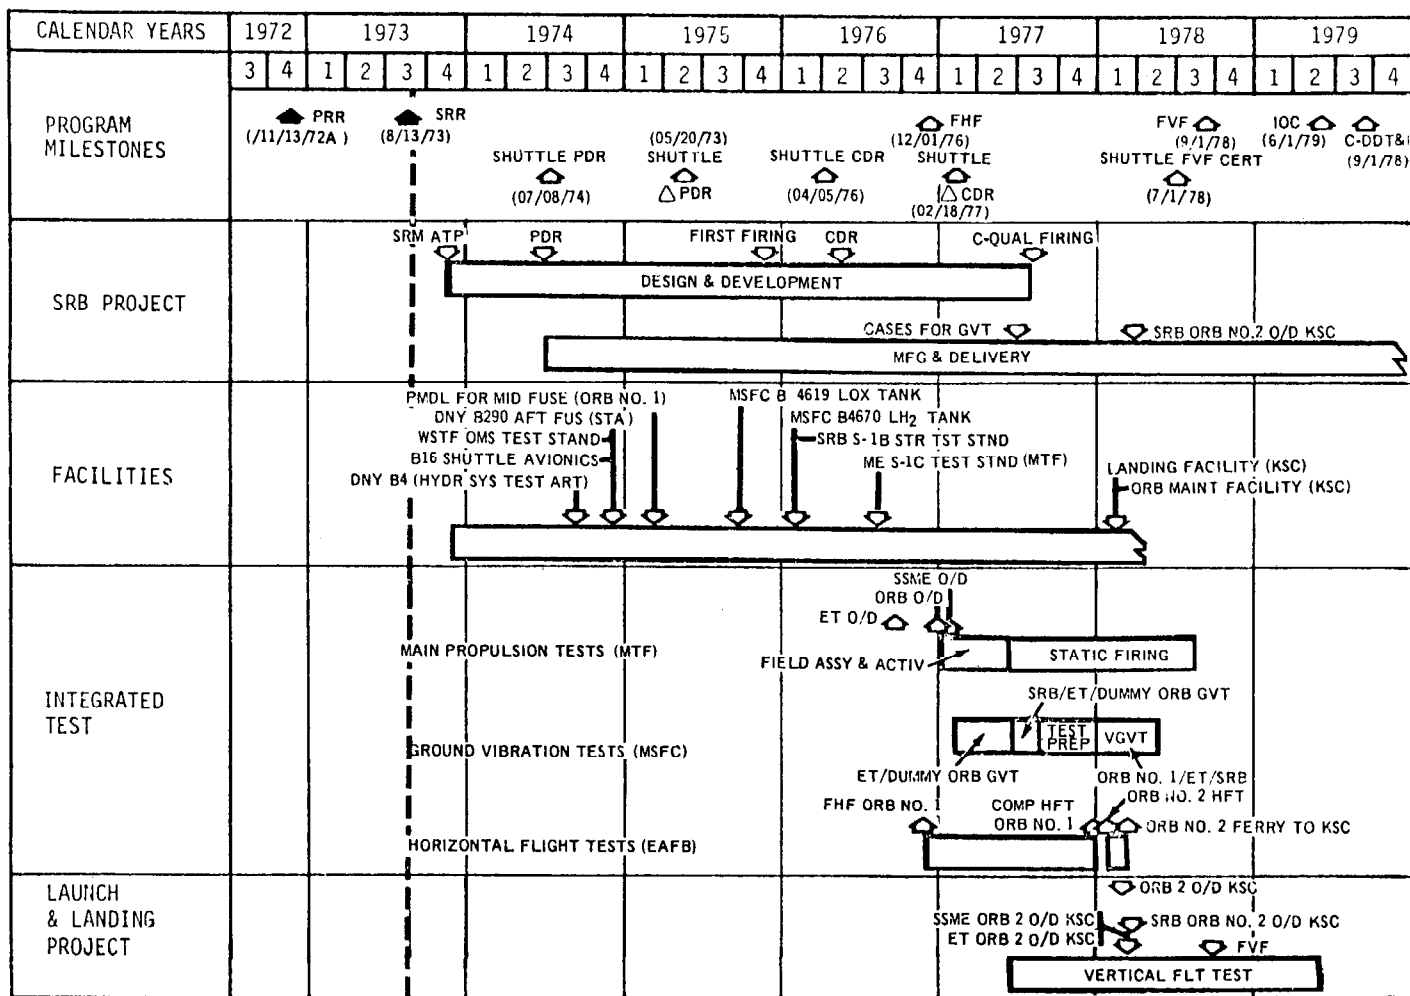 CALENDAR YEARS 1972 1973 1974 1975 1976 1977 1978 1979
3 4 1 2 3 4 1 2 3 4 1 2 3 4 1 2 3 4 1 2 3 4 1 2 3 4 1 2 3 4
PROGRAM
MILESTONES
PRR
(/11/13/72A )
SRR
(8/13/73)
SHUTTLE PDR
(07/08/74)
(05/20/73)
SHUTTLE
△ PDR
SHUTTLE CDR
(04/05/76)
FHF
(12/01/76)
SHUTTLE
△ CDR
(02/18/77)
FVF
(9/1/78)
SHUTTLE FVF CERT
(7/1/78)
IOC
(6/1/79)
C-DDT&
(9/1/78)
SRB PROJECT
SRM ATP
PDR
FIRST FIRING
CDR
C-QUAL FIRING
DESIGN & DEVELOPMENT
CASES FOR GVT
SRB ORB NO.2 O/D KSC
MFG & DELIVERY
FACILITIES
PMDL FOR MID FUSE (ORB NO. 1)
DNY B290 AFT FUS (STA)
WSTF OMS TEST STAND
B16 SHUTTLE AVIONICS
DNY B4 (HYDR SYS TEST ART)
MSFC B 4619 LOX TANK
MSFC B4670 LH₂ TANK
SRB S-1B STR TST STND
ME S-1C TEST STND (MTF)
LANDING FACILITY (KSC)
ORB MAINT FACILITY (KSC)
INTEGRATED
TEST
SSME O/D
ORB O/D
ET O/D
MAIN PROPULSION TESTS (MTF)
FIELD ASSY & ACTIV
STATIC FIRING
SRB/ET/DUMMY ORB GVT
GROUND VIBRATION TESTS (MSFC)
TEST
PREP
VGVT
ET/DUMMY ORB GVT
ORB NO. 1/ET/SRB
ORB NO. 2 HFT
FHF ORB NO. 1
COMP HFT
ORB NO. 1
ORB NO. 2 FERRY TO KSC
HORIZONTAL FLIGHT TESTS (EAFB)
LAUNCH
& LANDING
PROJECT
ORB 2 O/D KSC
SSME ORB 2 O/D KSC
ET ORB 2 O/D KSC
SRB ORB NO. 2 O/D KSC
FVF
VERTICAL FLT TEST